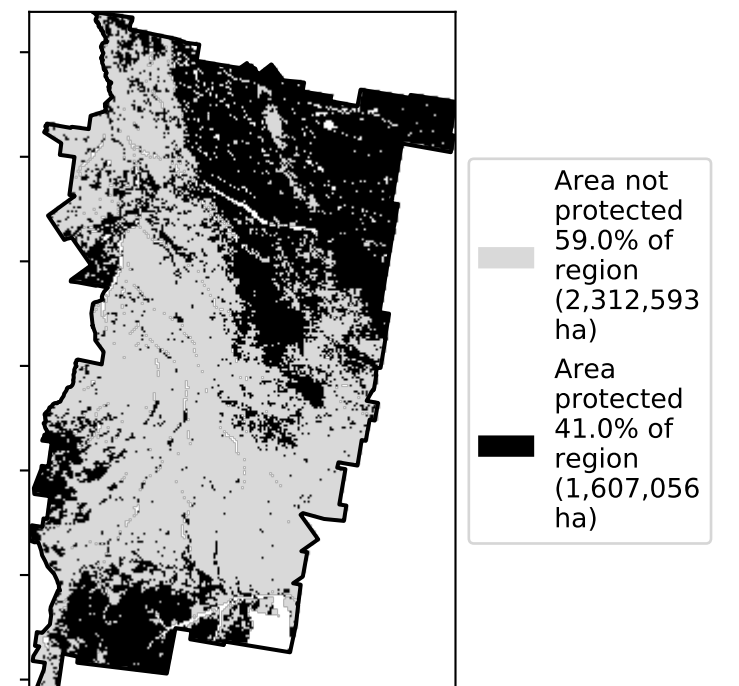 Area not
protected
59.0% of
region
(2,312,593
ha)
Area
protected
41.0% of
region
(1,607,056
ha)